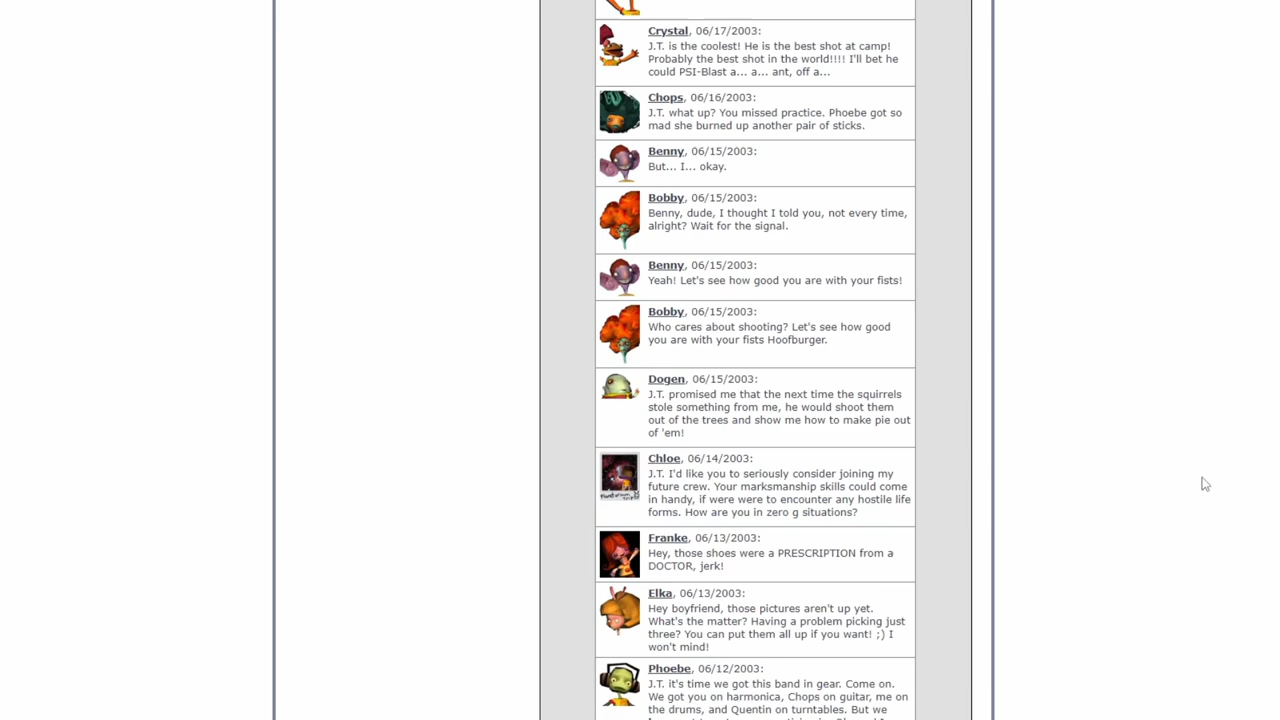 Crystal, 06/17/2003:
J.T. is the coolest! He is the best shot at camp!
Probably the best shot in the world!!!! I'll bet he
could PSI-Blast a... a... ant, off a...
Chops, 06/16/2003:
J.T. what up? You missed practice. Phoebe got so
mad she burned up another pair of sticks.
Benny, 06/15/2003:
But... I... okay.
Bobby, 06/15/2003:
Benny, dude, I thought I told you, not every time,
alright? Wait for the signal.
Benny, 06/15/2003:
Yeah! Let's see how good you are with your fists!
Bobby, 06/15/2003:
Who cares about shooting? Let's see how good
you are with your fists Hoofburger.
Dogen, 06/15/2003:
J.T. promised me that the next time the squirrels
stole something from me, he would shoot them
out of the trees and show me how to make pie out
of 'em!
Chloe, 06/14/2003:
J.T. I'd like you to seriously consider joining my
future crew. Your marksmanship skills could come
in handy, if were were to encounter any hostile life
forms. How are you in zero g situations?
Franke, 06/13/2003:
Hey, those shoes were a PRESCRIPTION from a
DOCTOR, jerk!
Elka, 06/13/2003:
Hey boyfriend, those pictures aren't up yet.
What's the matter? Having a problem picking just
three? You can put them all up if you want! ;) I
won't mind!
Phoebe, 06/12/2003:
J.T. it's time we got this band in gear. Come on.
We got you on harmonica, Chops on guitar, me on
the drums, and Quentin on turntables. But we